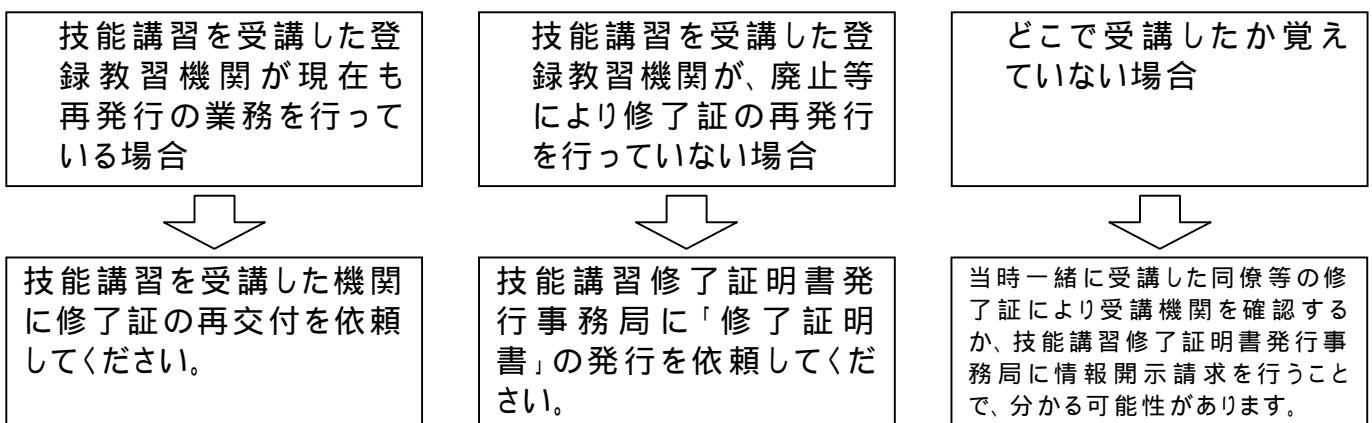 技能講習を受講した登
録教習機関が現在も
再発行の業務を行って
いる場合
技能講習を受講した登
録教習機関が、廃止等
により修了証の再発行
を行っていない場合
どこで受講したか覚え
ていない場合
技能講習を受講した機関
に修了証の再交付を依頼
してください。
技能講習修了証明書発
行事務局に「修了証明
書」の発行を依頼してくだ
さい。
当時一緒に受講した同僚等の修
了証により受講機関を確認する
か、技能講習修了証明書発行事
務局に情報開示請求を行うこと
で、分かる可能性があります。